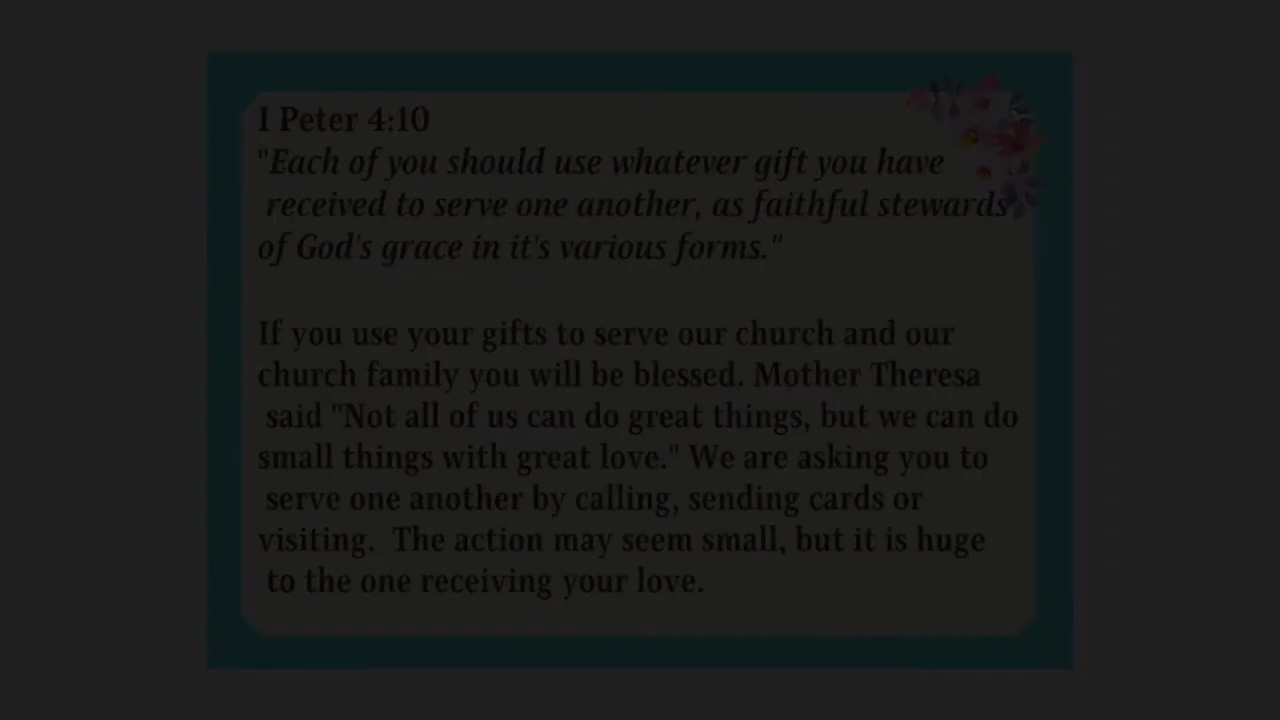 I Peter 4:10
"Each of you should use whatever gift you have
received to serve one another, as faithful stewards
of God's grace in it's various forms."
If you use your gifts to serve our church and our
church family you will be blessed. Mother Theresa
said "Not all of us can do great things, but we can do
small things with great love." We are asking you to
serve one another by calling, sending cards or
visiting. The action may seem small, but it is huge
to the one receiving your love.